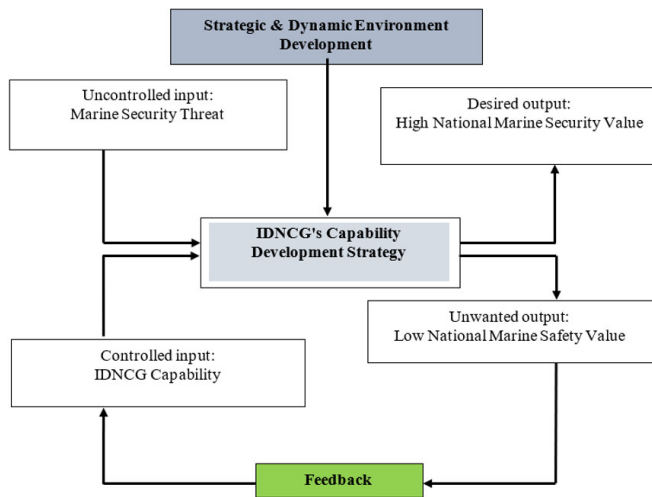 Strategic & Dynamic Environment
Development
Uncontrolled input:
Marine Security Threat
Desired output:
High National Marine Security Value
IDNCG's Capability
Development Strategy
Unwanted output:
Low National Marine Safety Value
Controlled input:
IDNCG Capability
Feedback